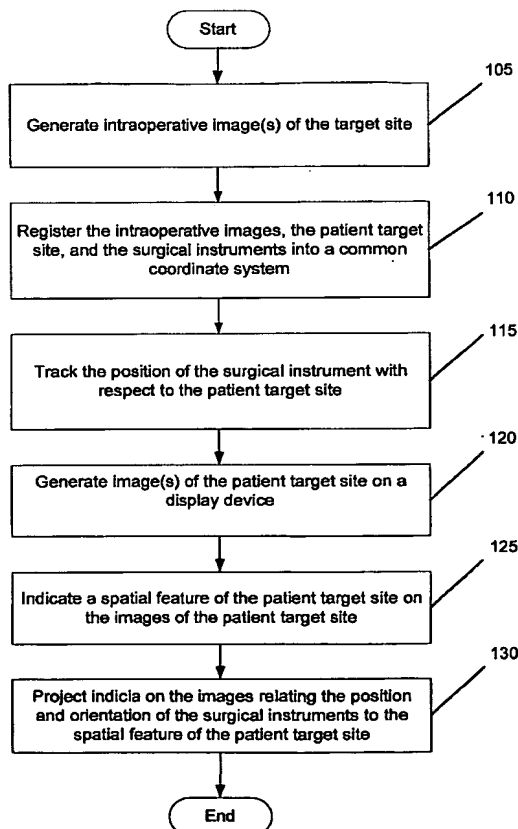 Start
105
Generate intraoperative image(s) of the target site
110
Register the intraoperative images, the patient target
site, and the surgical instruments into a common
coordinate system
115
Track the position of the surgical instrument with
respect to the patient target site
120
Generate image(s) of the patient target site on a
display device
125
Indicate a spatial feature of the patient target site on
the images of the patient target site
130
Project indicia on the images relating the position
and orientation of the surgical instruments to the
spatial feature of the patient target site
End